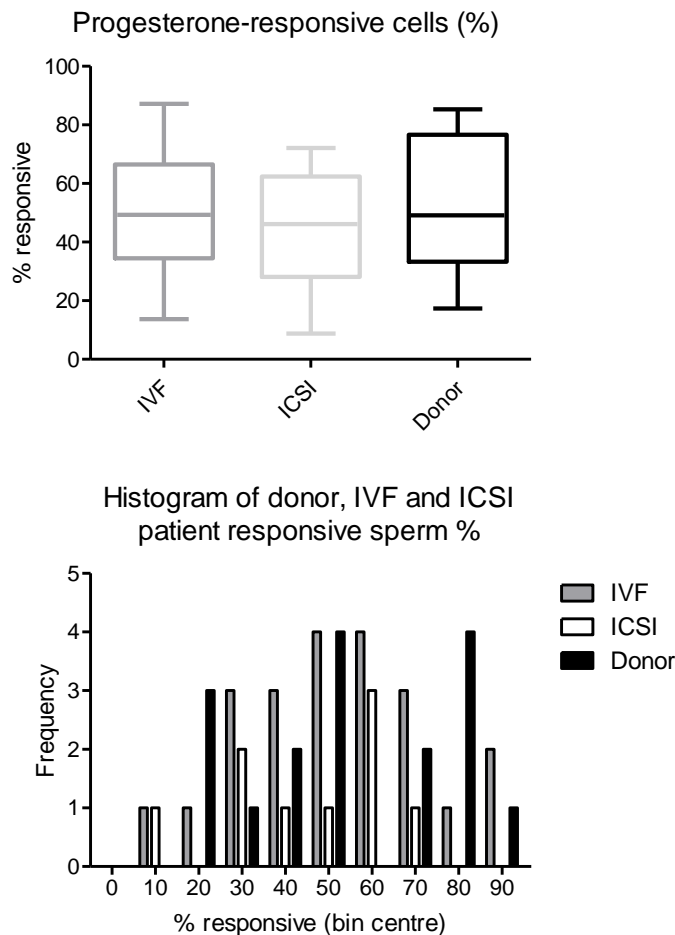 Progesterone-responsive cells (%)
100
80
60
40
20
0
% responsive
IVF
ICSI
Donor
Histogram of donor, IVF and ICSI
patient responsive sperm %
5
4
3
2
1
0
Frequency
0 10 20 30 40 50 60 70 80 90
% responsive (bin centre)
IVF
ICSI
Donor